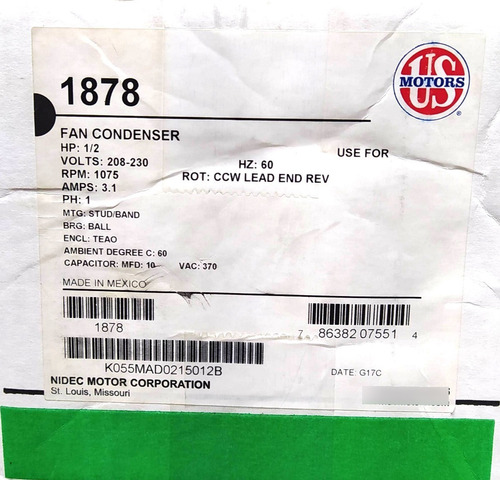 1878
US
MOTORS
®
FAN CONDENSER
HP: 1/2
VOLTS: 208-230
RPM: 1075
AMPS: 3.1
PH: 1
HZ: 60
ROT: CCW LEAD END REV
USE FOR
MTG: STUD/BAND
BRG: BALL
ENCL: TEAO
AMBIENT DEGREE C: 60
CAPACITOR: MFD: 10 VAC: 370
MADE IN MEXICO
1878
7 86382 07551 4
K055MAD0215012B
NIDEC MOTOR CORPORATION
St. Louis, Missouri
DATE: G17C